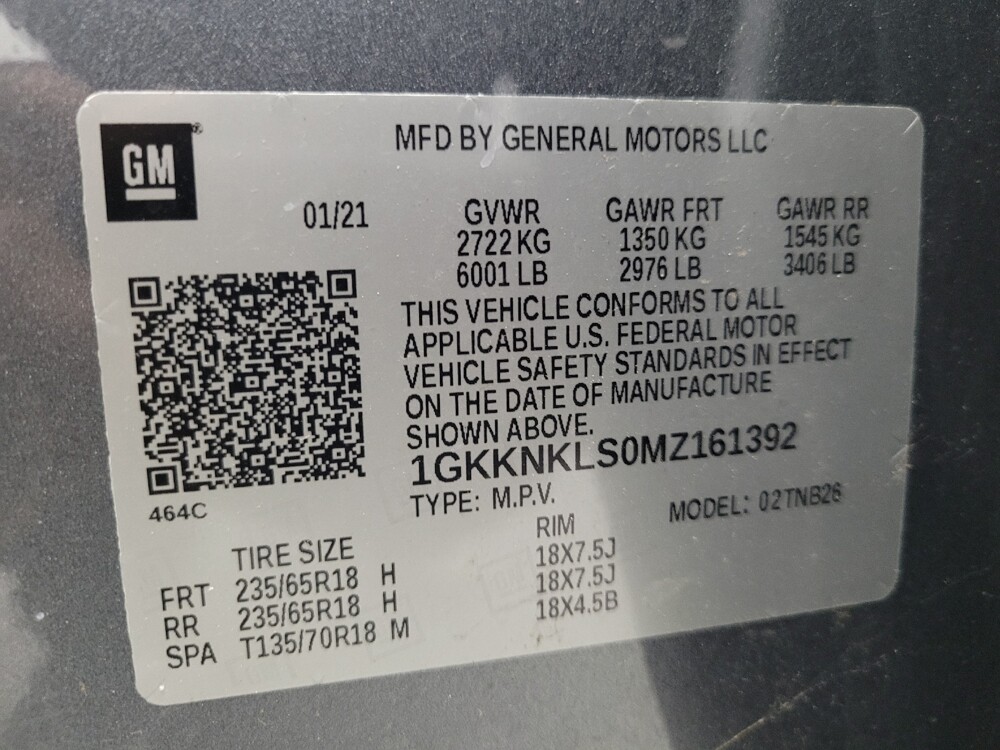 GM
MFD BY GENERAL MOTORS LLC
01/21
GVWR GAWR FRT GAWR RR
2722 KG 1350 KG 1545 KG
6001 LB 2976 LB 3406 LB
THIS VEHICLE CONFORMS TO ALL
APPLICABLE U.S. FEDERAL MOTOR
VEHICLE SAFETY STANDARDS IN EFFECT
ON THE DATE OF MANUFACTURE
SHOWN ABOVE.
1GKKNKLS0MZ161392
TYPE: M.P.V. MODEL: 02TNB26
464C
TIRE SIZE RIM
FRT 235/65R18 H 18X7.5J
RR 235/65R18 H 18X7.5J
SPA T135/70R18 M 18X4.5B